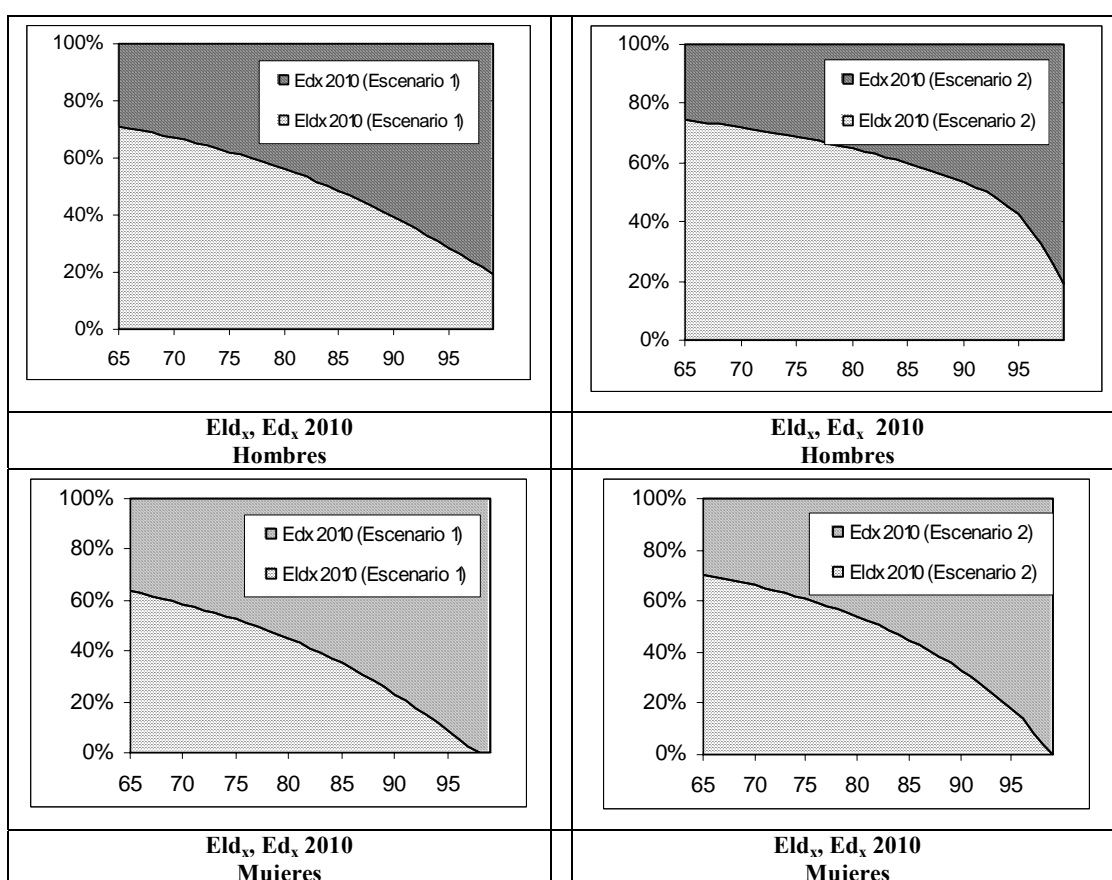 100%
80%
60%
40%
20%
0%
Edx 2010 (Escenario 1)
Eldx 2010 (Escenario 1)
65 70 75 80 85 90 95
Eldx, Edx 2010
Hombres
100%
80%
60%
40%
20%
0%
Edx 2010 (Escenario 2)
Eldx 2010 (Escenario 2)
65 70 75 80 85 90 95
Eldx, Edx 2010
Hombres
100%
80%
60%
40%
20%
0%
Edx 2010 (Escenario 1)
Eldx 2010 (Escenario 1)
65 70 75 80 85 90 95
Eldx, Edx 2010
Mujeres
100%
80%
60%
40%
20%
0%
Edx 2010 (Escenario 2)
Eldx 2010 (Escenario 2)
65 70 75 80 85 90 95
Eldx, Edx 2010
Mujeres